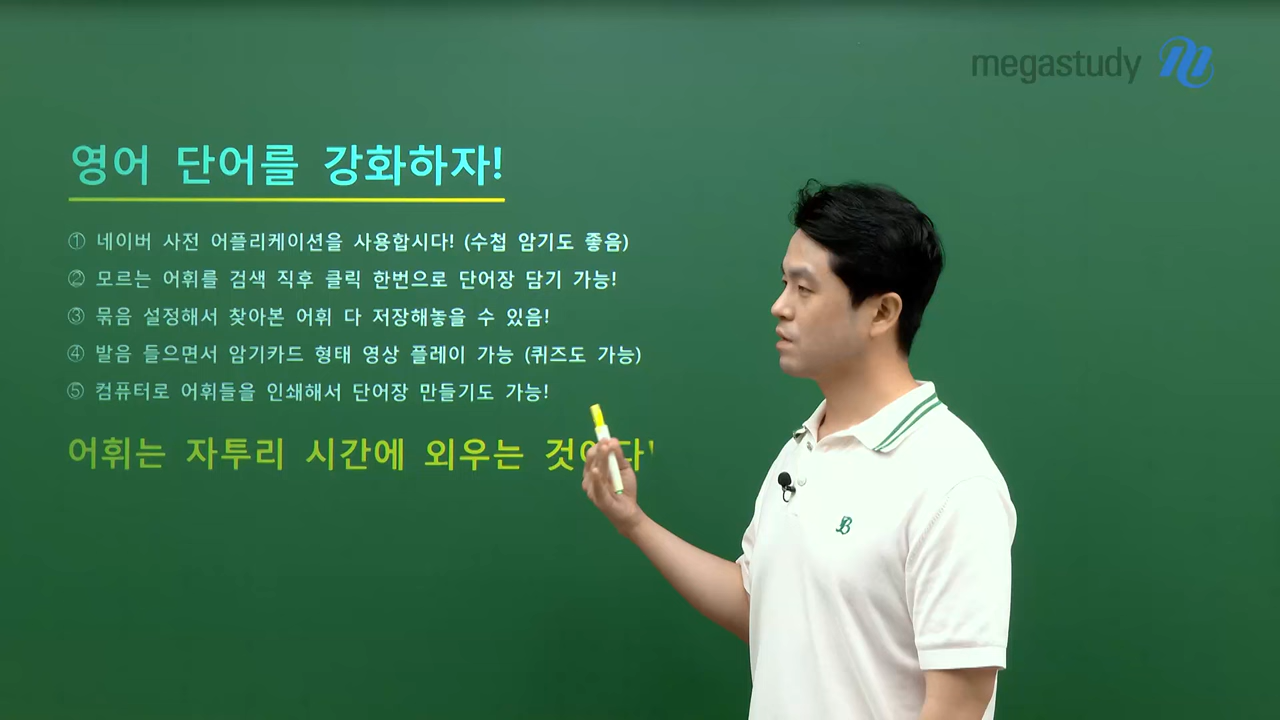 megastudy
영어 단어를 강화하자!
① 네이버 사전 어플리케이션을 사용합시다! (수첩 암기도 좋음)
② 모르는 어휘를 검색 직후 클릭 한번으로 단어장 담기 가능!
③ 묶음 설정해서 찾아본 어휘 다 저장해놓을 수 있음!
④ 발음 들으면서 암기카드 형태 영상 플레이 가능 (퀴즈도 가능)
⑤ 컴퓨터로 어휘들을 인쇄해서 단어장 만들기도 가능!
어휘는 자투리 시간에 외우는
B